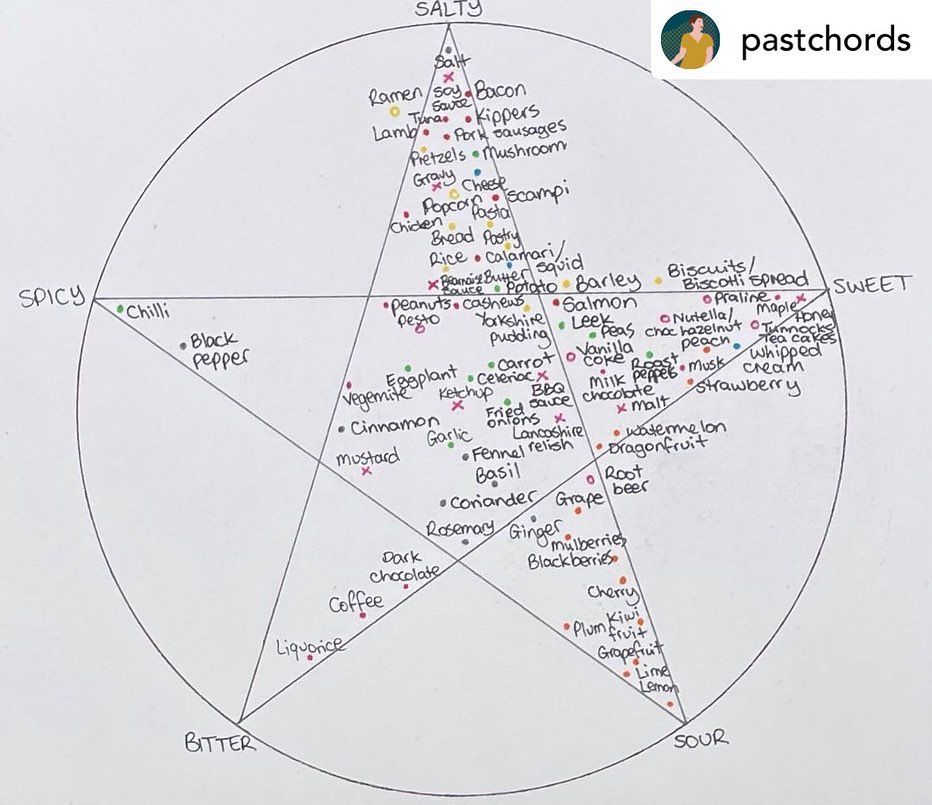 SALTY
pastchords
Salt
Ramen
Soy
sauce
Bacon
Tuna
Kippers
Lamb
Pork sausages
Pretzels
Mushroom
Gravy
Cheese
Popcorn
Scampi
Chicken
Pasta
Bread
Pastry
Rice
Calamari/
squid
Bearnaise
sauce
Butter
Potato
Barley
Biscuits/
Biscotti spread
SPICY
SWEET
Chilli
Peanuts
Cashews
Salmon
Praline
Maple
Honey
Pesto
Yorkshire
pudding
Leek
Peas
Nutella/
choc hazelnut
Tunnocks
Tea cakes
Black
pepper
peach
whipped
cream
Vanilla
coke
Roast
pepper
Musk
Carrot
Eggplant
Celeriac
Milk
chocolate
Strawberry
Vegemite
Ketchup
BBQ
sauce
Malt
Fried
onions
Cinnamon
Garlic
Lancashire
relish
Watermelon
Dragonfruit
Mustard
Fennel
Basil
Root
beer
Coriander
Grape
Rosemary
Ginger
Mulberries
Blackberries
Dark
chocolate
Cherry
Coffee
Kiwi
fruit
Plum
Grapefruit
Liquorice
Lime
Lemon
BITTER
SOUR